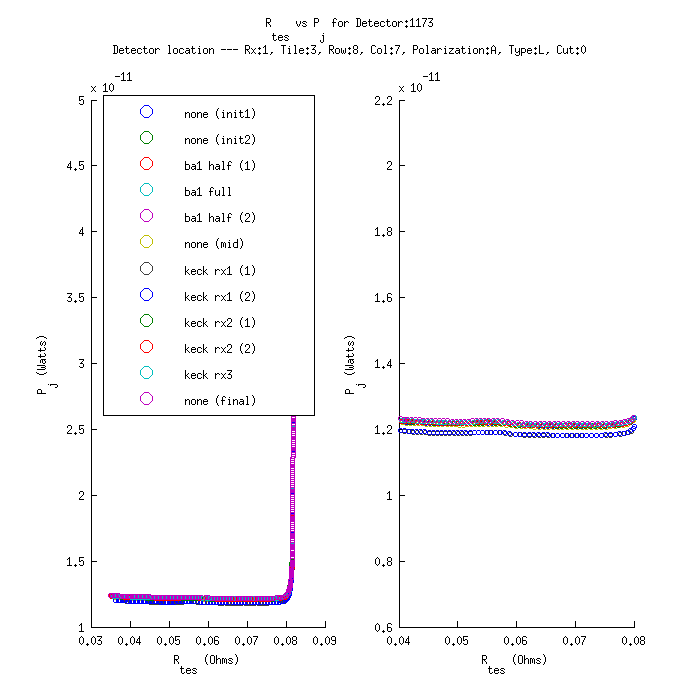 R_tes vs P_j for Detector:1173
Detector location --- Rx:1, Tile:3, Row:8, Col:7, Polarization:A, Type:L, Cut:0
x 10^-11
5
4.5
4
3.5
3
2.5
2
1.5
1
P_j (Watts)
0.03 0.04 0.05 0.06 0.07 0.08 0.09
R_tes (Ohms)
none (init1)
none (init2)
ba1 half (1)
ba1 full
ba1 half (2)
none (mid)
keck rx1 (1)
keck rx1 (2)
keck rx2 (1)
keck rx2 (2)
keck rx3
none (final)
x 10^-11
2.2
2
1.8
1.6
1.4
1.2
1
0.8
0.6
P_j (Watts)
0.04 0.05 0.06 0.07 0.08
R_tes (Ohms)